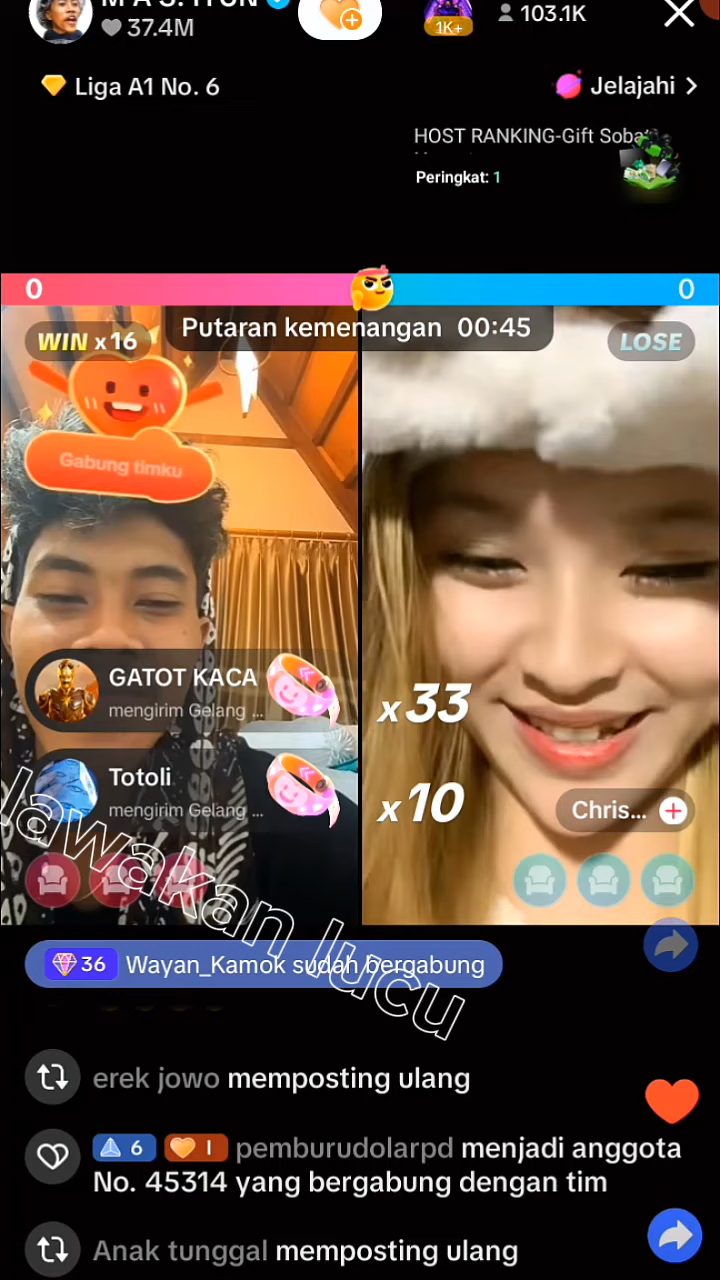 37.4M
1K+
103.1K
Liga A1 No. 6
Jelajahi
HOST RANKING-Gift Soba
Peringkat: 1
0
0
Putaran kemenangan 00:45
WIN x16
LOSE
Gabung timku
GATOT KACA
mengirim Gelang ...
x33
Totoli
mengirim Gelang ...
x10
Chris...
lawakan lucu
36 Wayan_Kamok sudah bergabung
erek jowo memposting ulang
6 I pemburudolarpd menjadi anggota
No. 45314 yang bergabung dengan tim
Anak tunggal memposting ulang